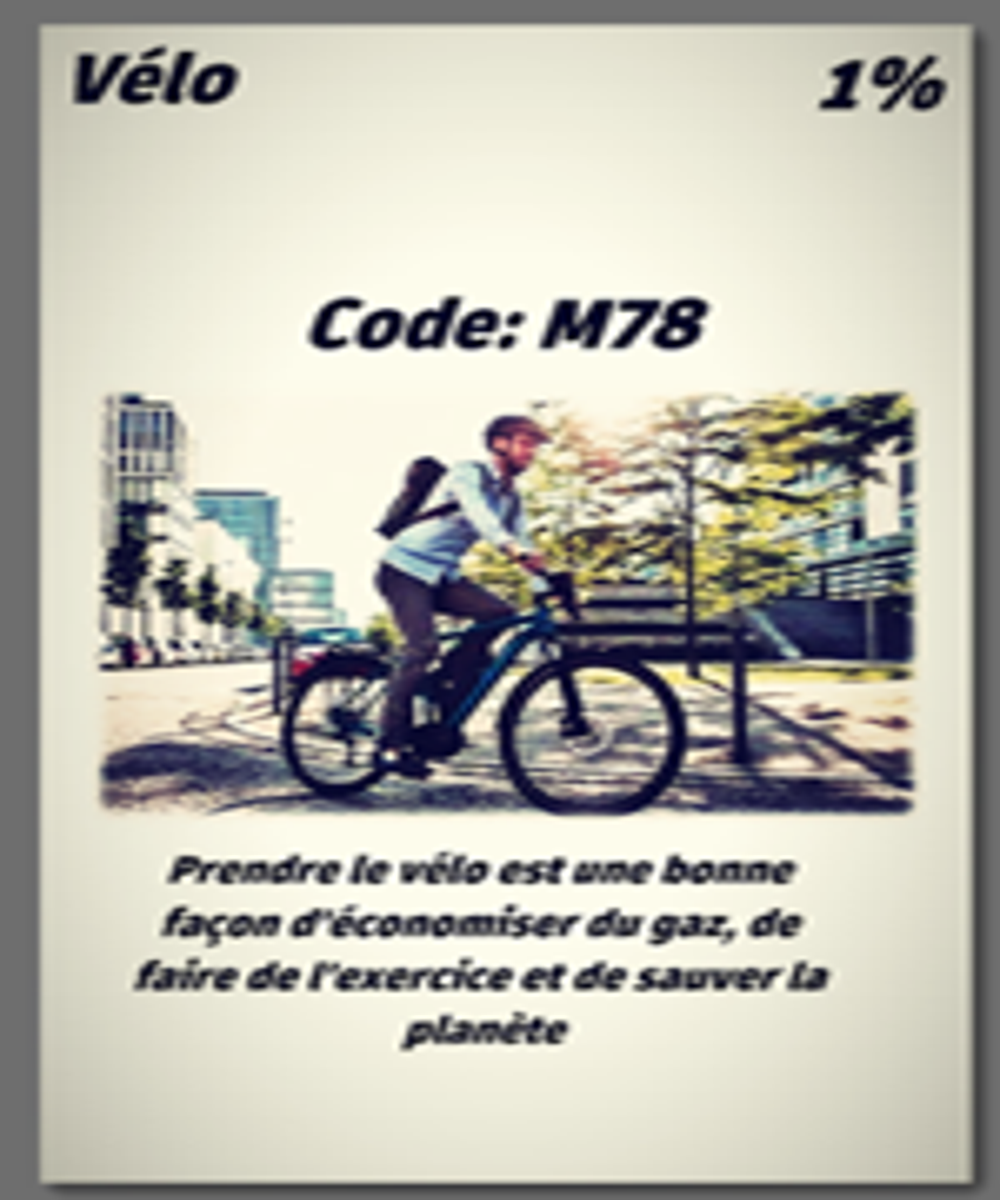 Vélo
1%
Code: M78
Prendre le vélo est une bonne
façon d'économiser du gaz, de
faire de l'exercice et de sauver la
planète